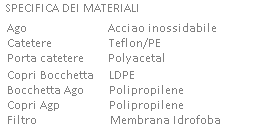 SPECIFICA DEI MATERIALI
Ago Acciao inossidabile
Catetere Teflon/PE
Porta catetere Polyacetal
Copri Bocchetta LDPE
Bocchetta Ago Polipropilene
Copri Agp Polipropilene
Filtro Membrana Idrofoba